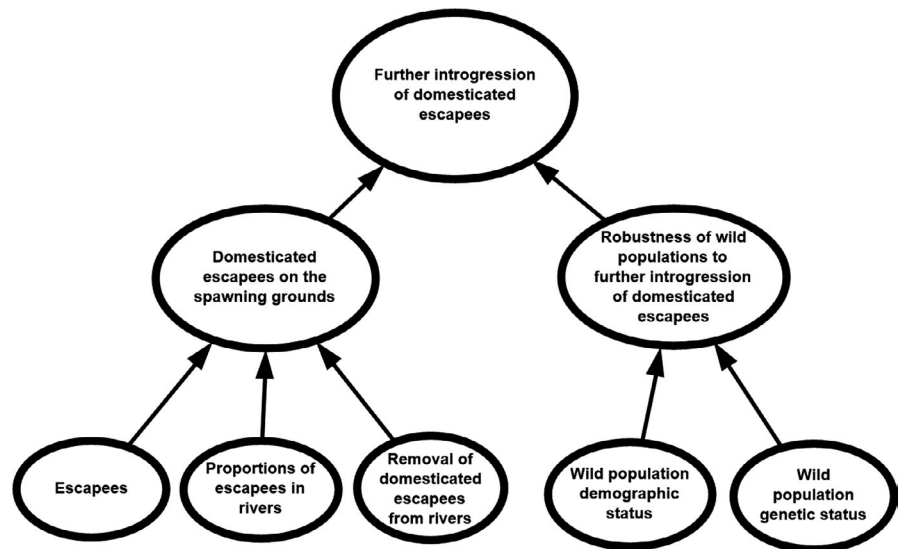 Further introgression
of domesticated
escapees
Domesticated
escapees on the
spawning grounds
Robustness of wild
populations to
further introgression
of domesticated
escapees
Escapees
Proportions of
escapees in
rivers
Removal of
domesticated
escapees
from rivers
Wild population
demographic
status
Wild
population
genetic status